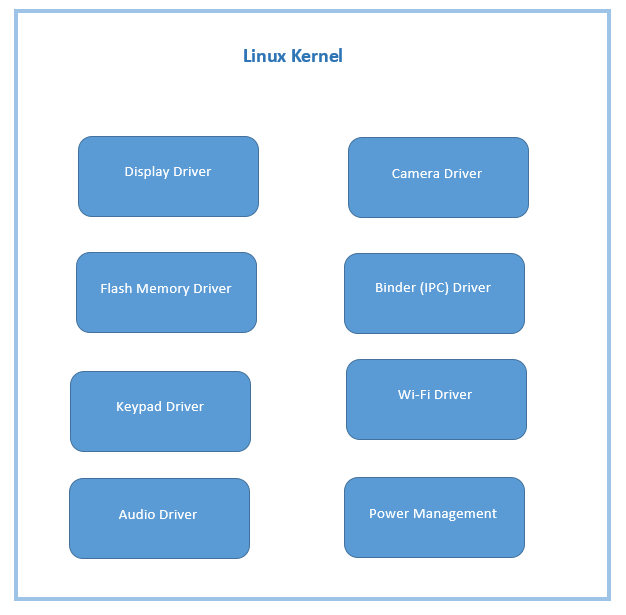 Linux Kernel
Display Driver
Camera Driver
Flash Memory Driver
Binder (IPC) Driver
Keypad Driver
Wi-Fi Driver
Audio Driver
Power Management